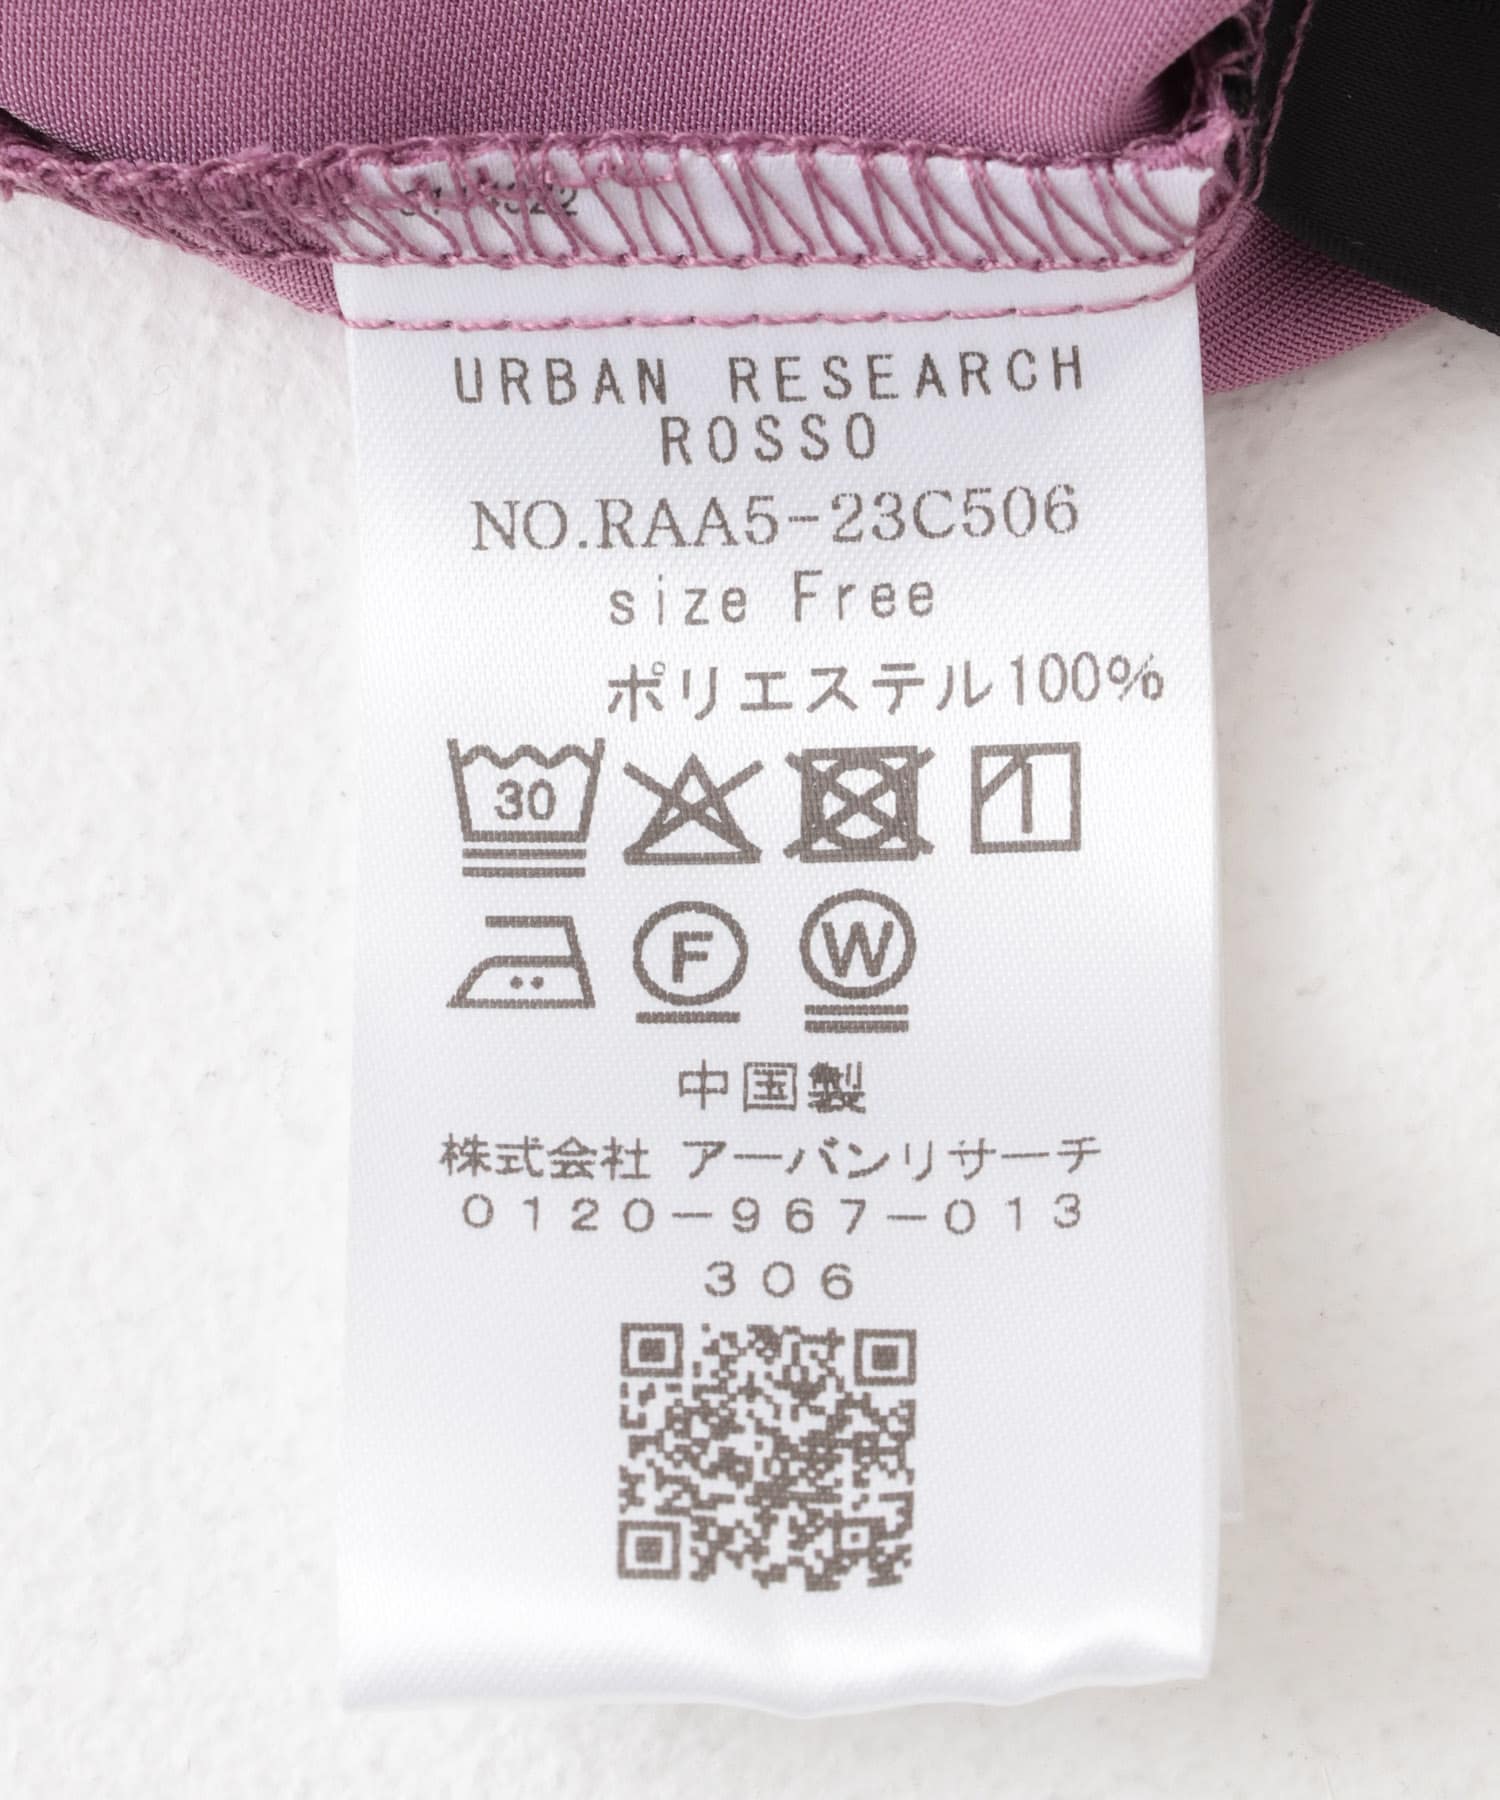 URBAN RESEARCH
ROSSO
NO.RAA5-23C506
size Free
ポリエステル100%
30
F
W
中国製
株式会社 アーバンリサーチ
0120-967-013
306